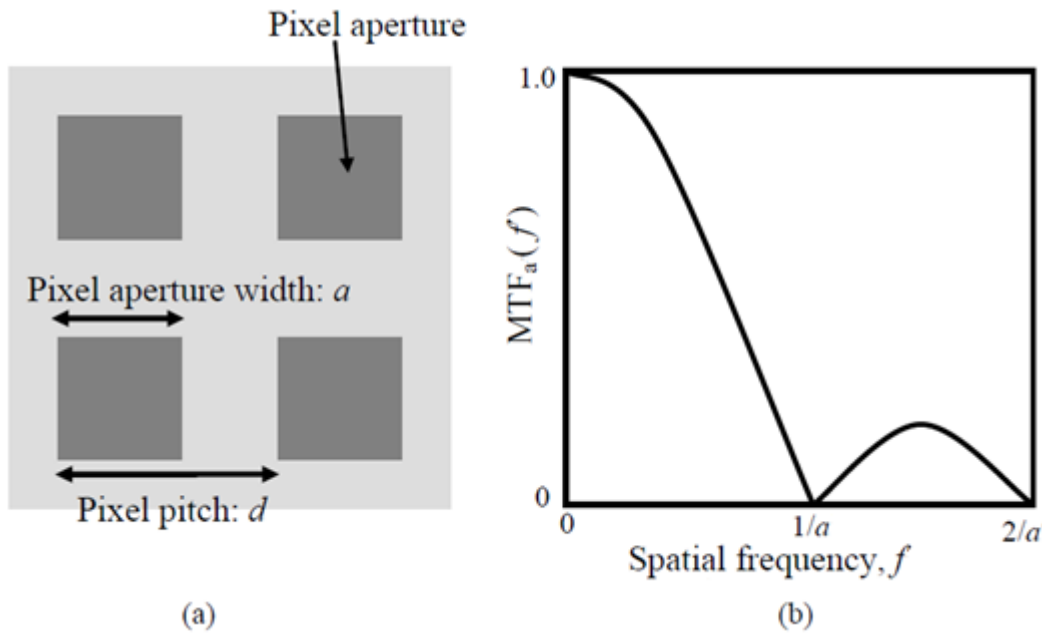 Pixel aperture
Pixel aperture width: a
Pixel pitch: d
(a)
1.0
MTFa(f)
0
0
1/a
2/a
Spatial frequency, f
(b)